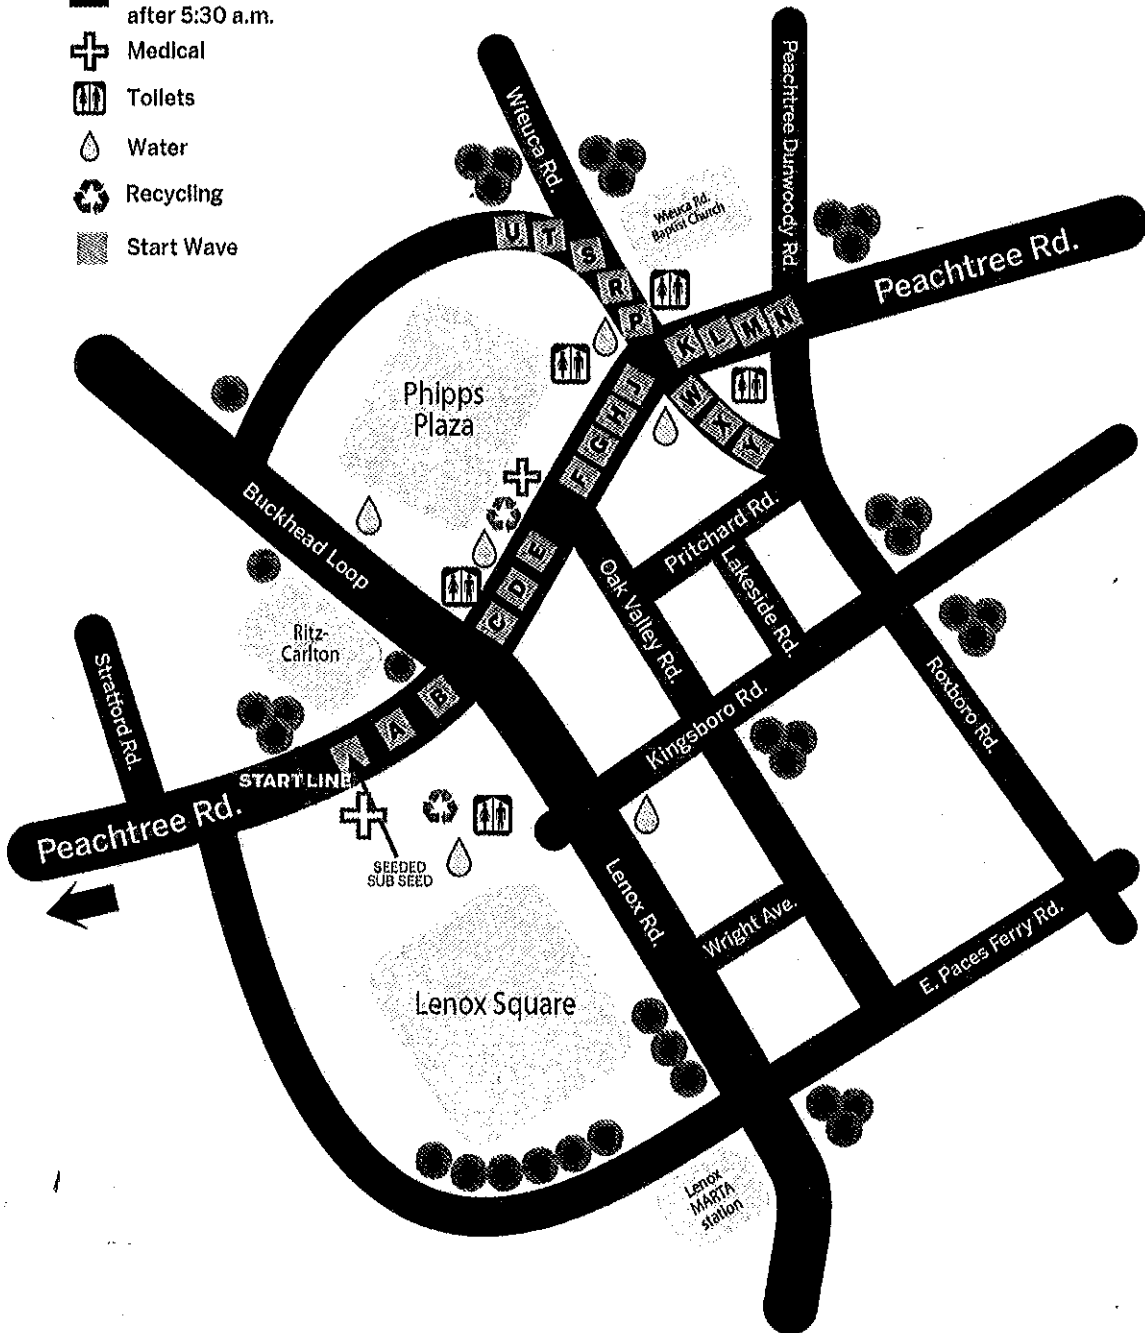 after 5:30 a.m.
Medical
Toilets
Water
Recycling
Start Wave
Wieuca Rd.
Peachtree Dunwoody Rd.
Wieuca Rd.
Baptist Church
Peachtree Rd.
U
T
S
R
P
K
L
M
N
J
H
G
F
W
X
Y
Phipps
Plaza
Buckhead Loop
E
D
C
B
A
Pritchard Rd.
Lakeside Rd.
Oak Valley Rd.
Ritz-
Carlton
Stratford Rd.
Kingsboro Rd.
Roxboro Rd.
START LINE
Peachtree Rd.
SEEDED
SUB SEED
Lenox Rd.
Wright Ave.
E. Paces Ferry Rd.
Lenox Square
Lenox
MARTA
station